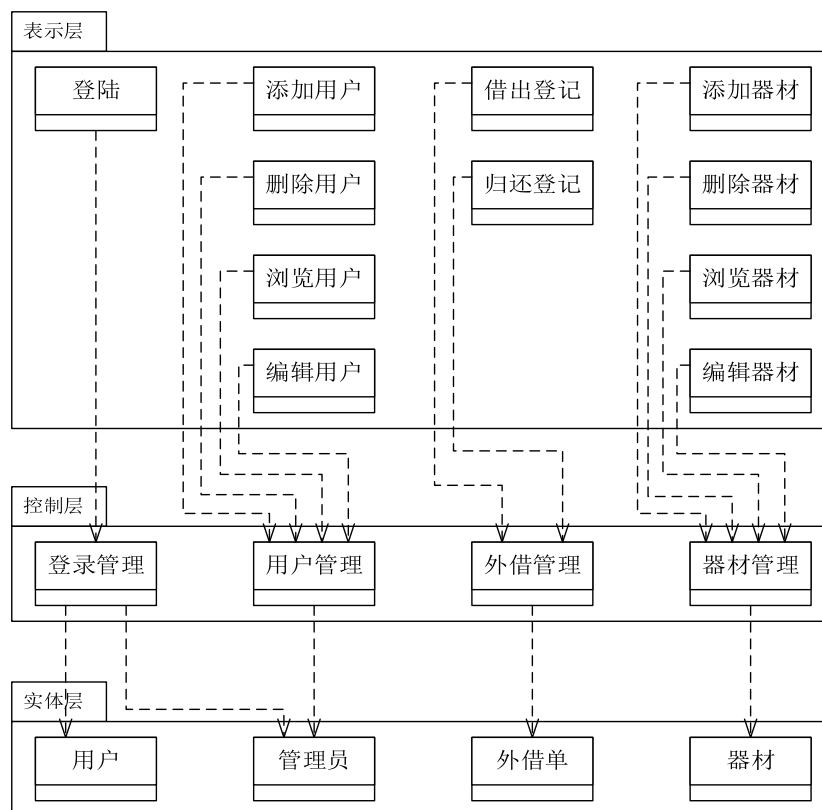 表示层
登陆 添加用户 借出登记 添加器材
删除用户 归还登记 删除器材
浏览用户 浏览器材
编辑用户 编辑器材
控制层
登录管理 用户管理 外借管理 器材管理
实体层
用户 管理员 外借单 器材